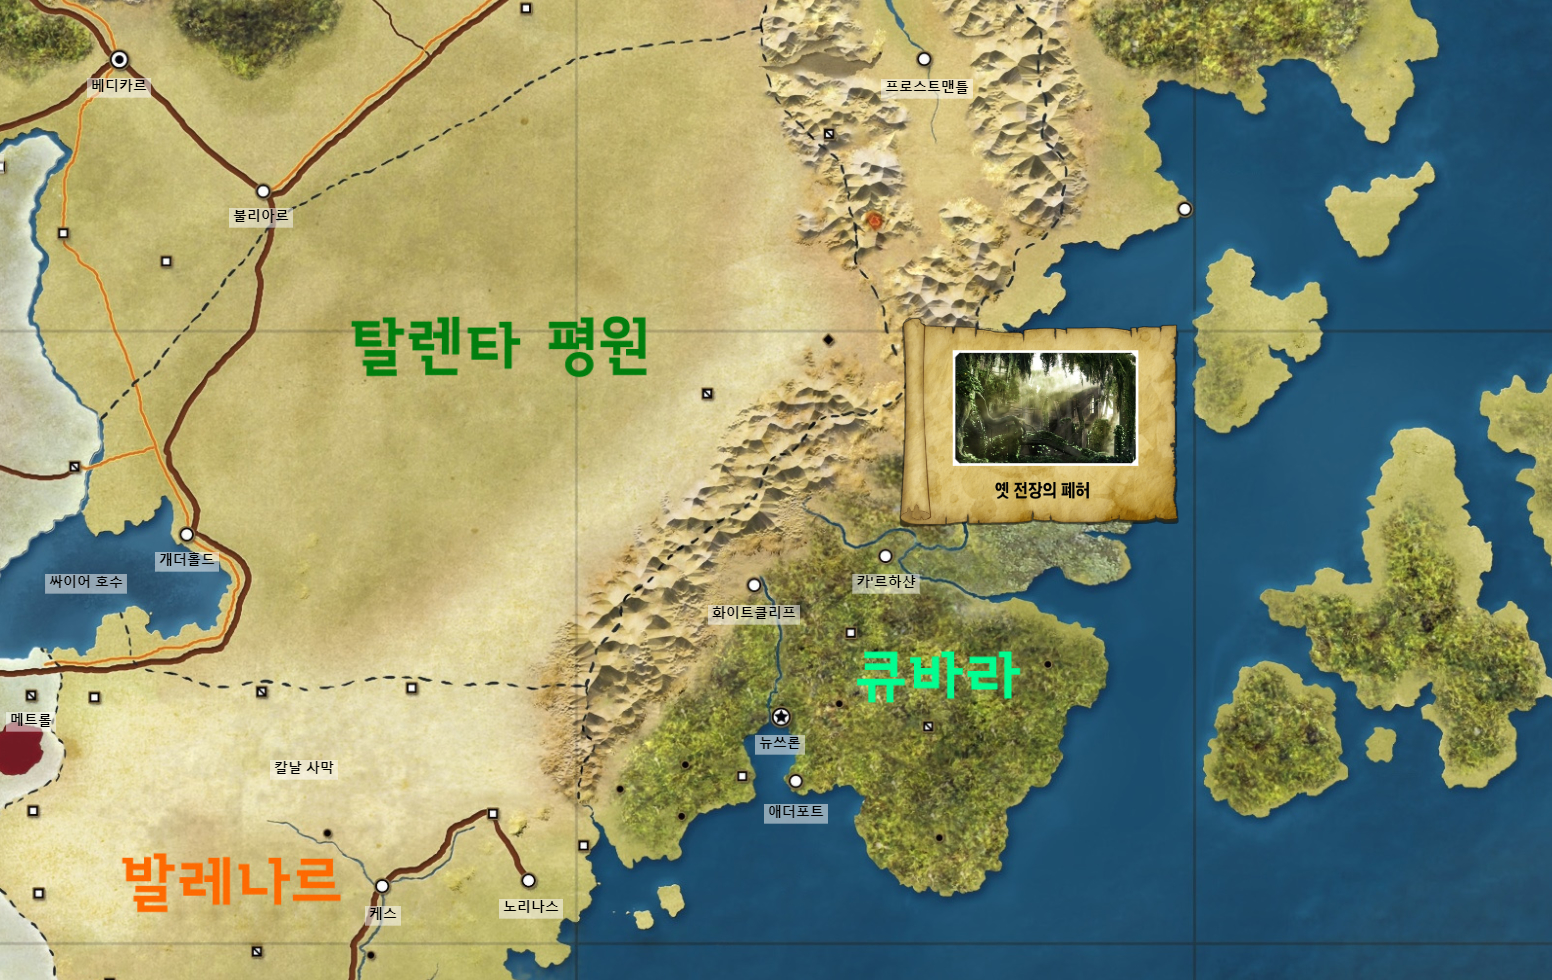 베디카르
프로스트맨틀
불리아르
탈렌타 평원
옛 전장의 폐허
개더홀드
싸이어 호수
카'르하샨
화이트클리프
큐바라
메트롤
뉴쓰론
칼날 사막
애더포트
발레나르
케스
노리나스